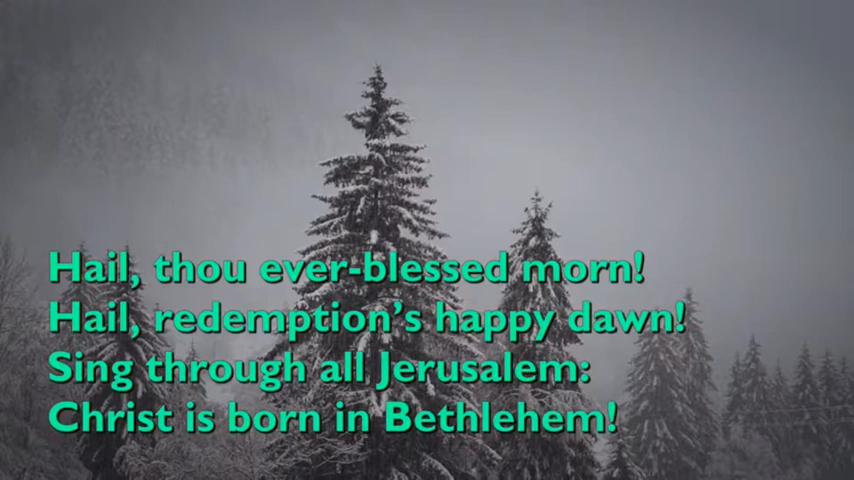 Hail, thou ever-blessed morn!
Hail, redemption’s happy dawn!
Sing through all Jerusalem:
Christ is born in Bethlehem!